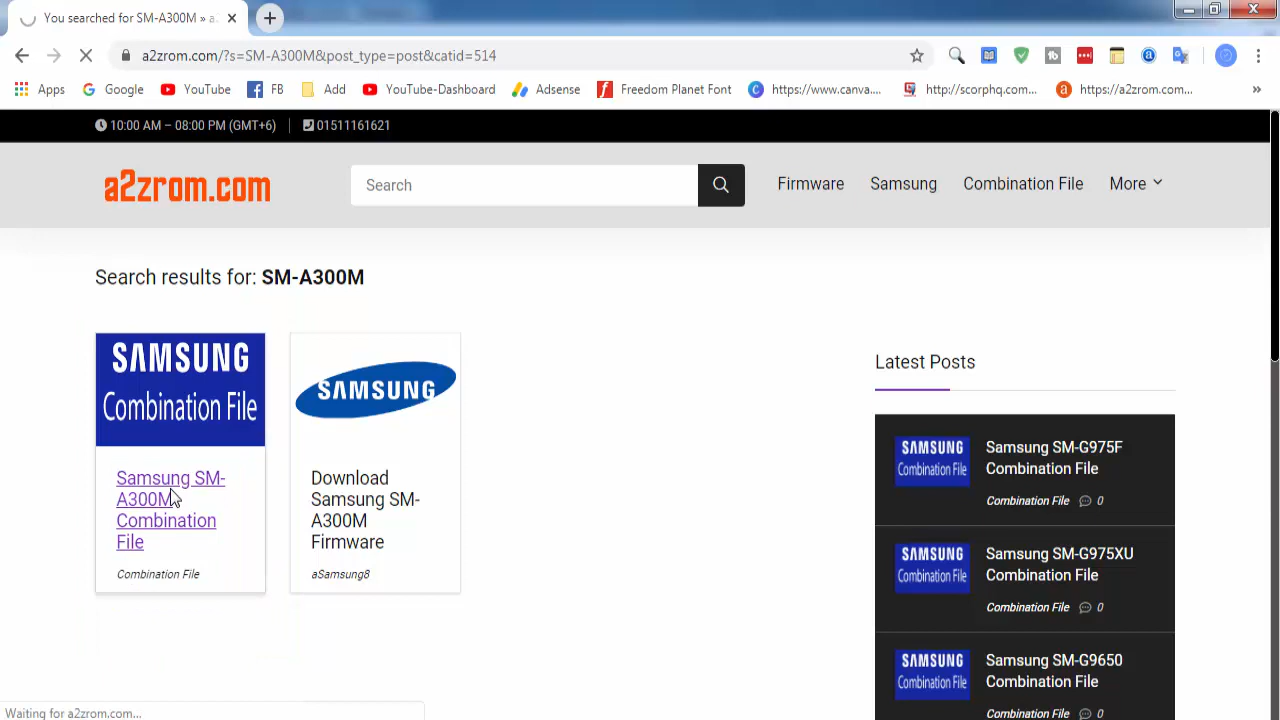 You searched for SM-A300M » a2
a2zrom.com/?s=SM-A300M&post_type=post&catid=514
Apps Google YouTube FB Add YouTube-Dashboard Adsense Freedom Planet Font https://www.canva.... http://scorphq.com... https://a2zrom.com... »
10:00 AM – 08:00 PM (GMT+6) 01511161621
a2zrom.com Search Firmware Samsung Combination File More
Search results for: SM-A300M
SAMSUNG
Combination File
Samsung SM-
A300M
Combination
File
Combination File
SAMSUNG
Download
Samsung SM-
A300M
Firmware
aSamsung8
Latest Posts
SAMSUNG
Combination File
Samsung SM-G975F
Combination File
Combination File 0
SAMSUNG
Combination File
Samsung SM-G975XU
Combination File
Combination File 0
SAMSUNG
Combination File
Samsung SM-G9650
Combination File
Combination File 0
Waiting for a2zrom.com...